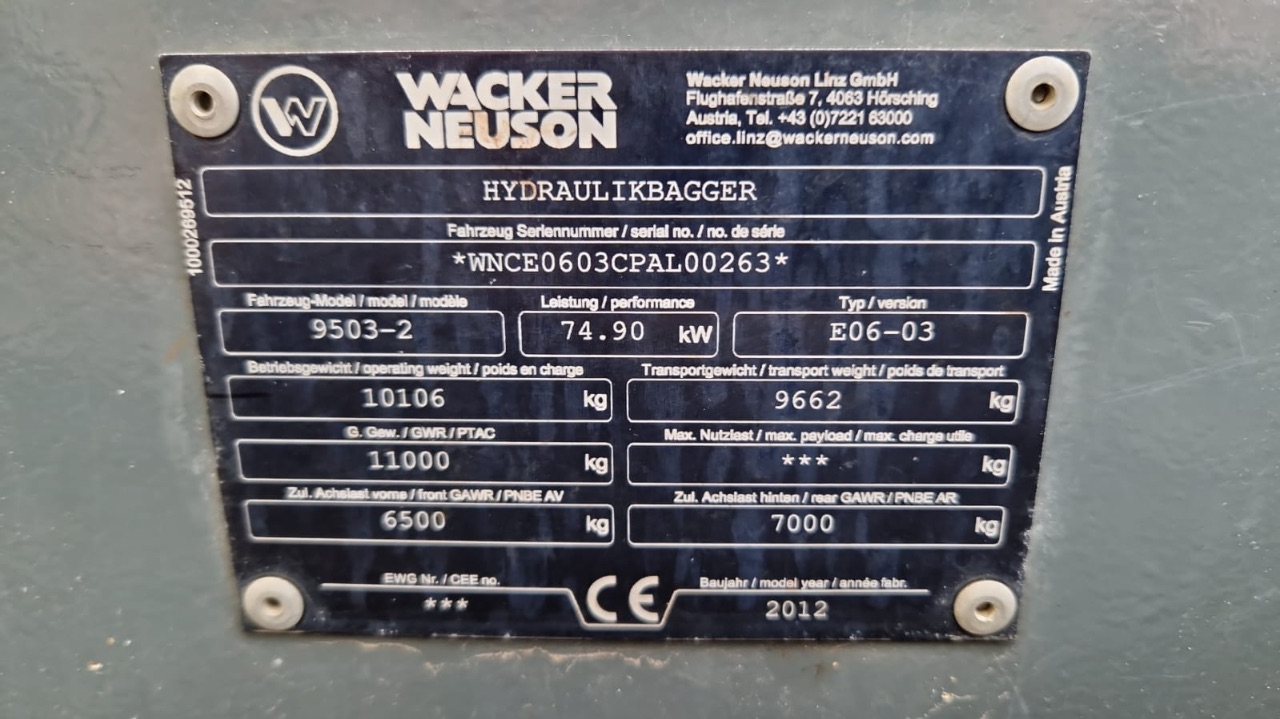 W
WACKER
NEUSON
Wacker Neuson Linz GmbH
Flughafenstraße 7, 4063 Hörsching
Austria, Tel. +43 (0)7221 63000
office.linz@wackerneuson.com
HYDRAULIKBAGGER
1000269512
Made in Austria
Fahrzeug Seriennummer / serial no. / no. de série
*WNCE0603CPAL00263*
Fahrzeug-Model / model / modèle
Leistung / performance
Typ / version
9503-2
74.90 kW
E06-03
Betriebsgewicht / operating weight / poids en charge
Transportgewicht / transport weight / poids de transport
10106 kg
9662 kg
G. Gew. / GWR / PTAC
Max. Nutzlast / max. payload / max. charge utile
11000 kg
*** kg
Zul. Achslast vorne / front GAWR / PNBE AV
Zul. Achslast hinten / rear GAWR / PNBE AR
6500 kg
7000 kg
EWG Nr. / CEE no.
***
CE
Baujahr / model year / année fabr.
2012